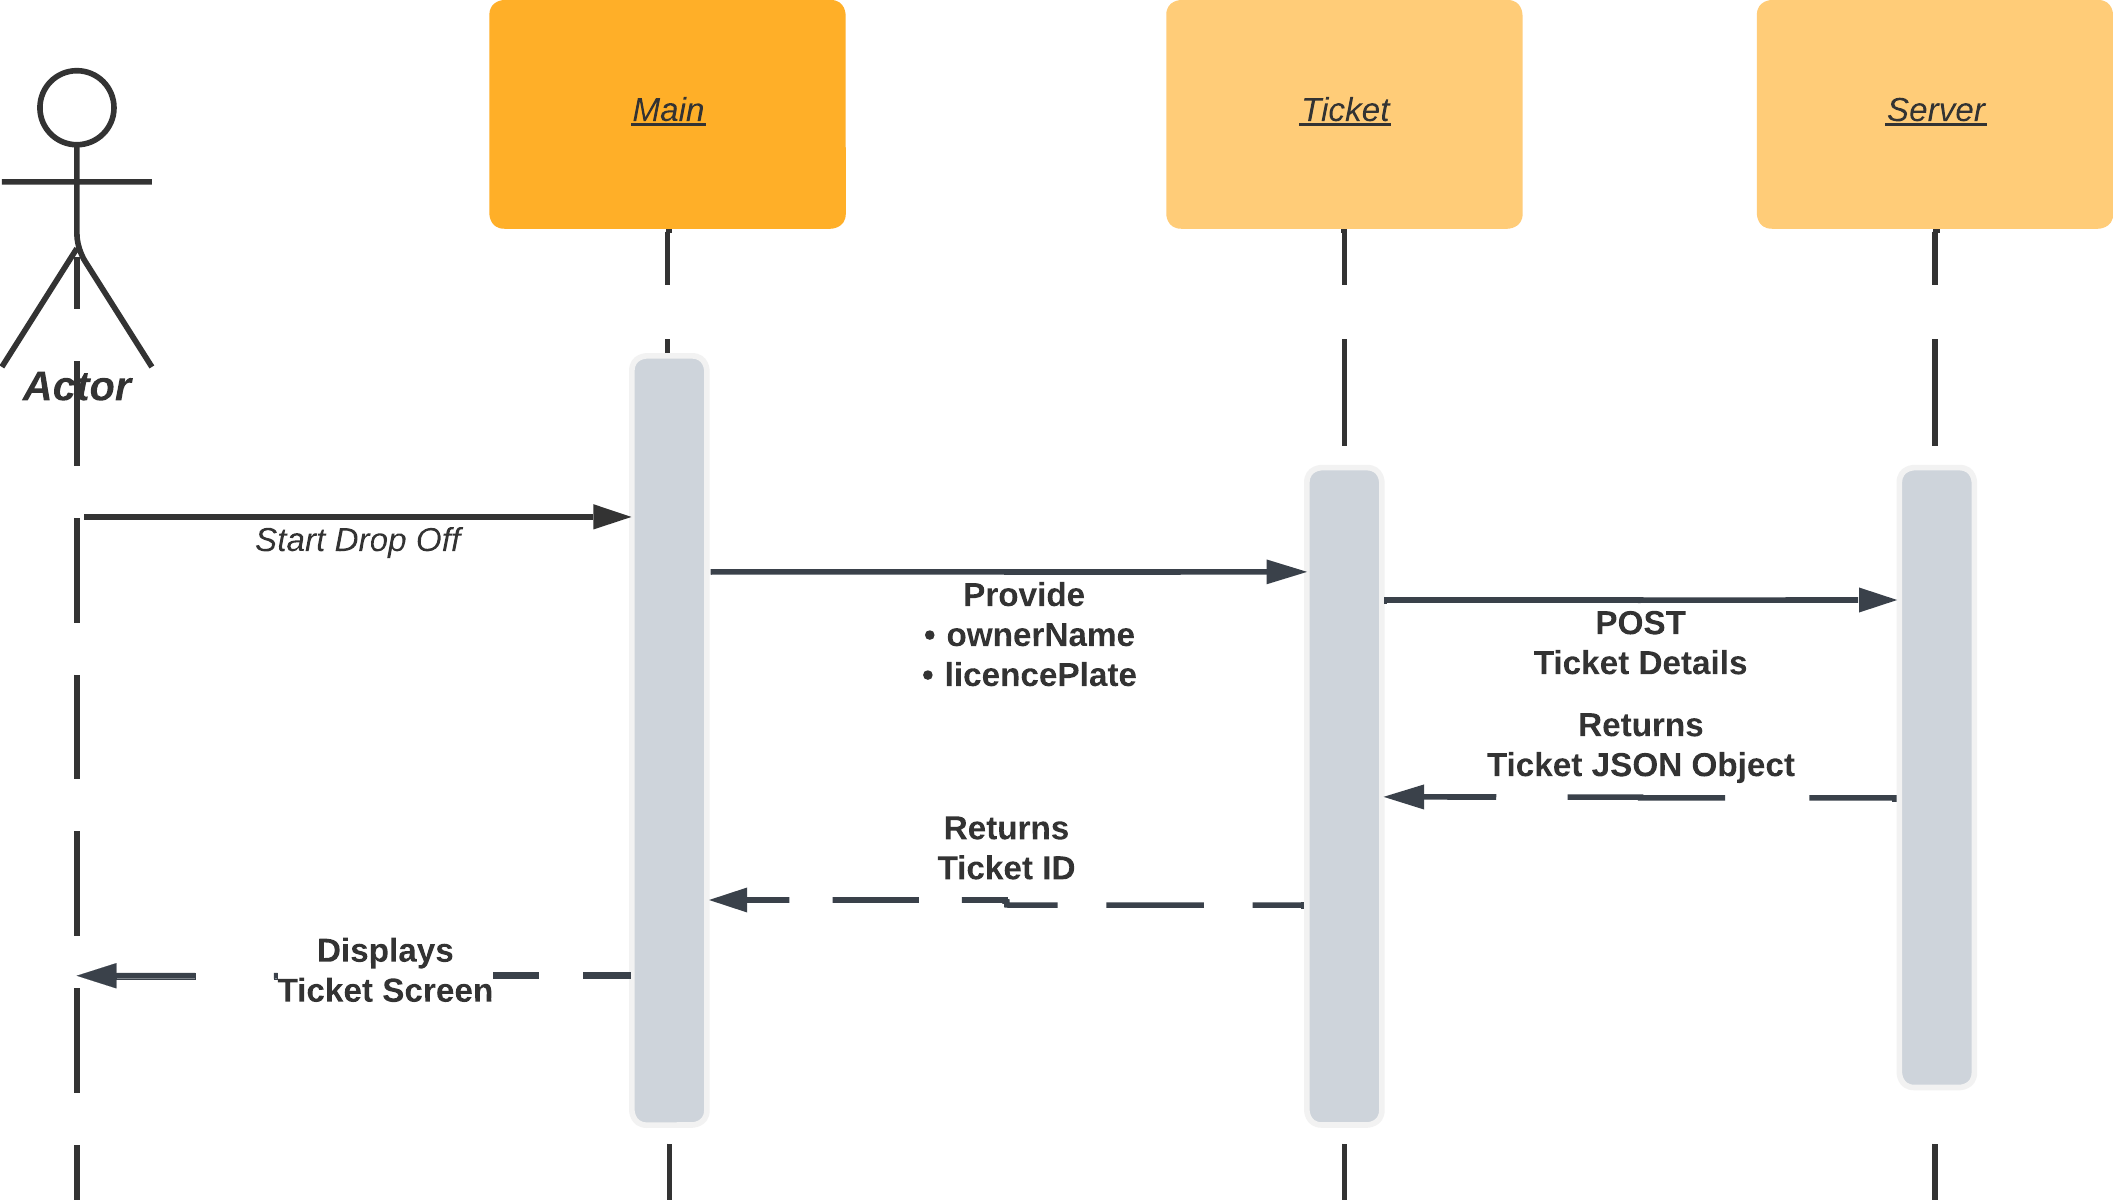 Main
Ticket
Server
Actor
Start Drop Off
Provide
• ownerName
• licencePlate
POST
Ticket Details
Returns
Ticket JSON Object
Returns
Ticket ID
Displays
Ticket Screen